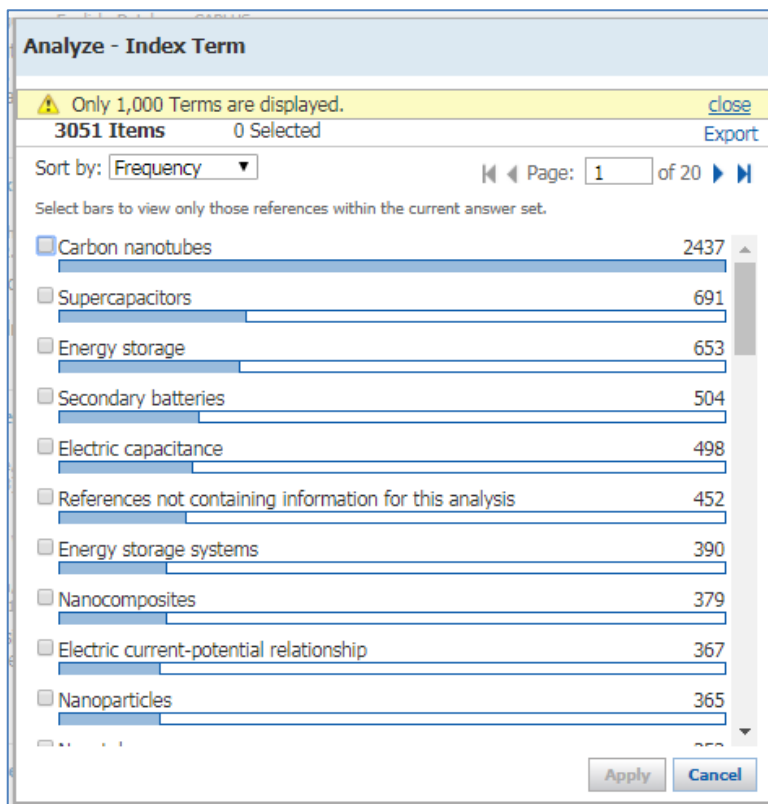 Analyze - Index Term
Only 1,000 Terms are displayed. close
3051 Items 0 Selected Export
Sort by: Frequency Page: 1 of 20
Select bars to view only those references within the current answer set.
Carbon nanotubes 2437
Supercapacitors 691
Energy storage 653
Secondary batteries 504
Electric capacitance 498
References not containing information for this analysis 452
Energy storage systems 390
Nanocomposites 379
Electric current-potential relationship 367
Nanoparticles 365
Apply Cancel